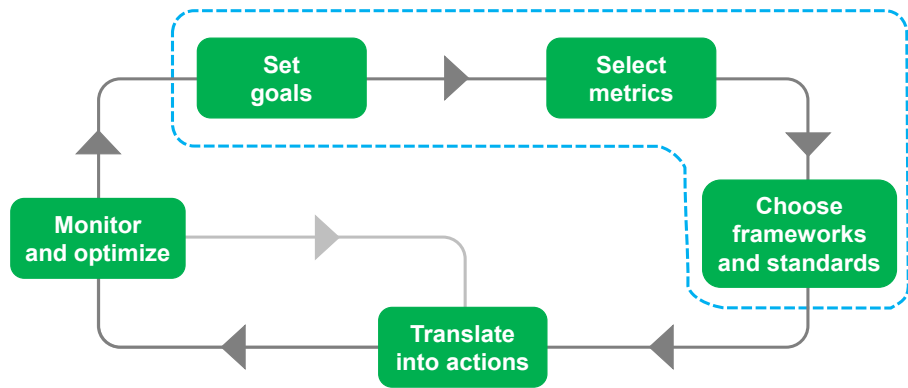 Set
goals
Select
metrics
Choose
frameworks
and standards
Translate
into actions
Monitor
and optimize